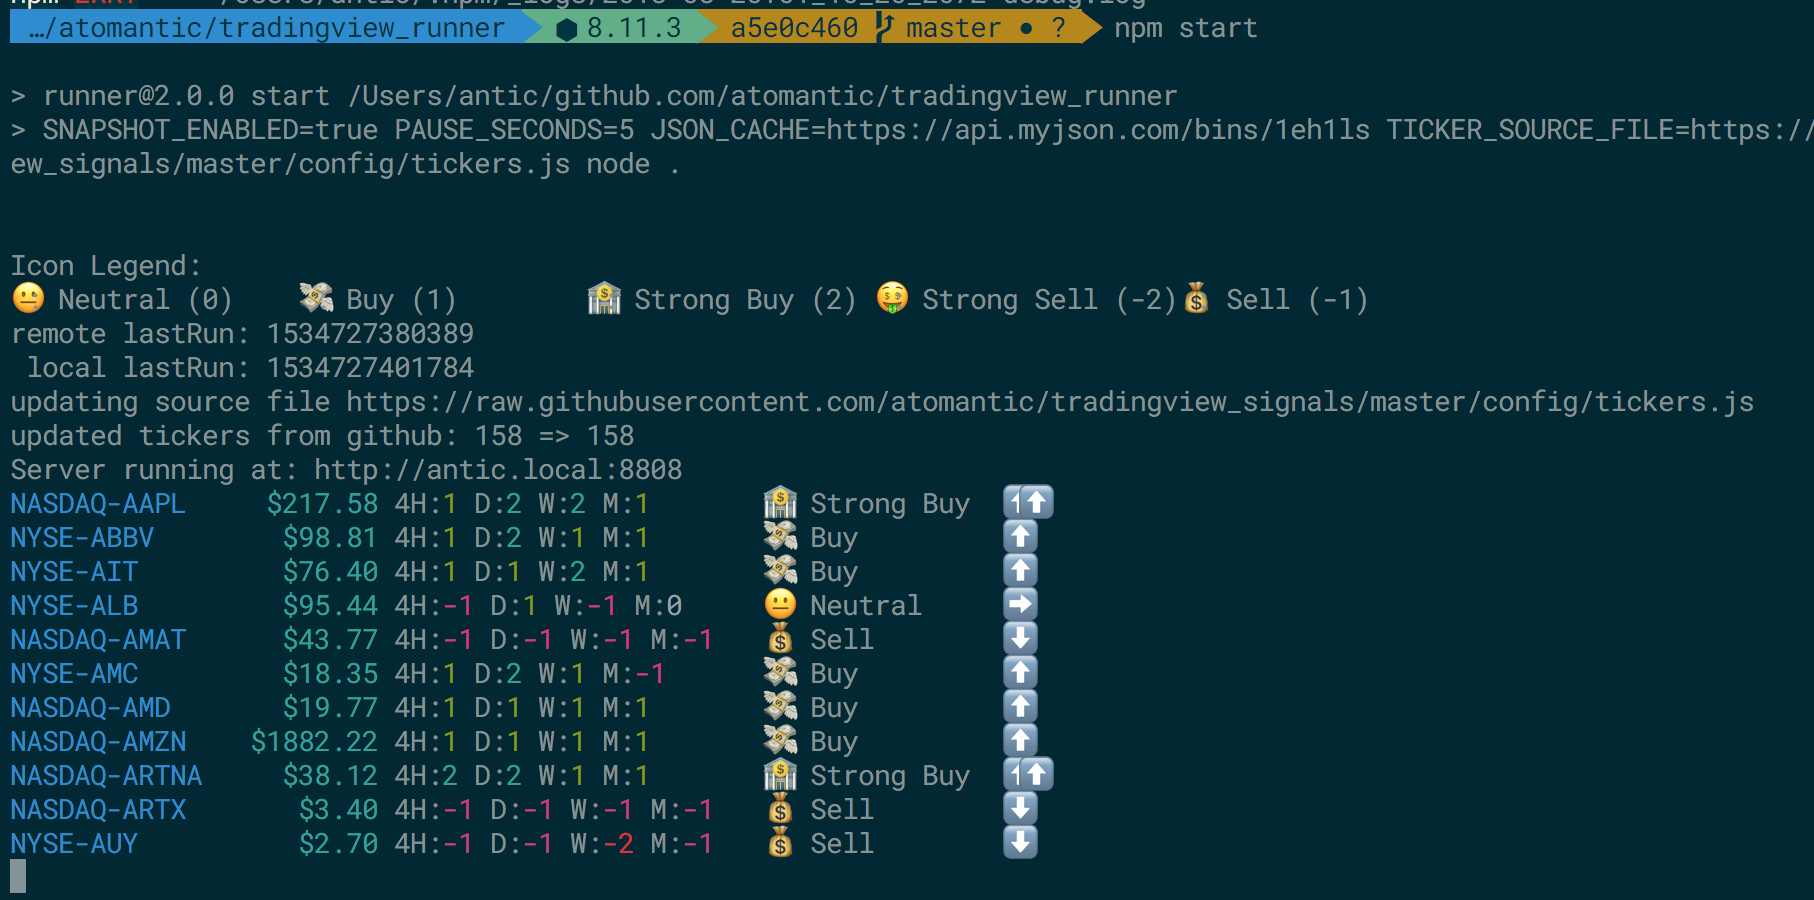 …/atomantic/tradingview_runner ⬢ 8.11.3 a5e0c460 master • ? npm start
> runner@2.0.0 start /Users/antic/github.com/atomantic/tradingview_runner
> SNAPSHOT_ENABLED=true PAUSE_SECONDS=5 JSON_CACHE=https://api.myjson.com/bins/1eh1ls TICKER_SOURCE_FILE=https://
ew_signals/master/config/tickers.js node .
Icon Legend:
😐 Neutral (0) 💸 Buy (1) 🏦 Strong Buy (2) 🤑 Strong Sell (-2) 💰 Sell (-1)
remote lastRun: 1534727380389
local lastRun: 1534727401784
updating source file https://raw.githubusercontent.com/atomantic/tradingview_signals/master/config/tickers.js
updated tickers from github: 158 => 158
Server running at: http://antic.local:8808
NASDAQ-AAPL $217.58 4H:1 D:2 W:2 M:1 🏦 Strong Buy ⬆⬆
NYSE-ABBV $98.81 4H:1 D:2 W:1 M:1 💸 Buy ⬆
NYSE-AIT $76.40 4H:1 D:1 W:2 M:1 💸 Buy ⬆
NYSE-ALB $95.44 4H:-1 D:1 W:-1 M:0 😐 Neutral ➡
NASDAQ-AMAT $43.77 4H:-1 D:-1 W:-1 M:-1 💰 Sell ⬇
NYSE-AMC $18.35 4H:1 D:2 W:1 M:-1 💸 Buy ⬆
NASDAQ-AMD $19.77 4H:1 D:1 W:1 M:1 💸 Buy ⬆
NASDAQ-AMZN $1882.22 4H:1 D:1 W:1 M:1 💸 Buy ⬆
NASDAQ-ARTNA $38.12 4H:2 D:2 W:1 M:1 🏦 Strong Buy ⬆⬆
NASDAQ-ARTX $3.40 4H:-1 D:-1 W:-1 M:-1 💰 Sell ⬇
NYSE-AUY $2.70 4H:-1 D:-1 W:-2 M:-1 💰 Sell ⬇